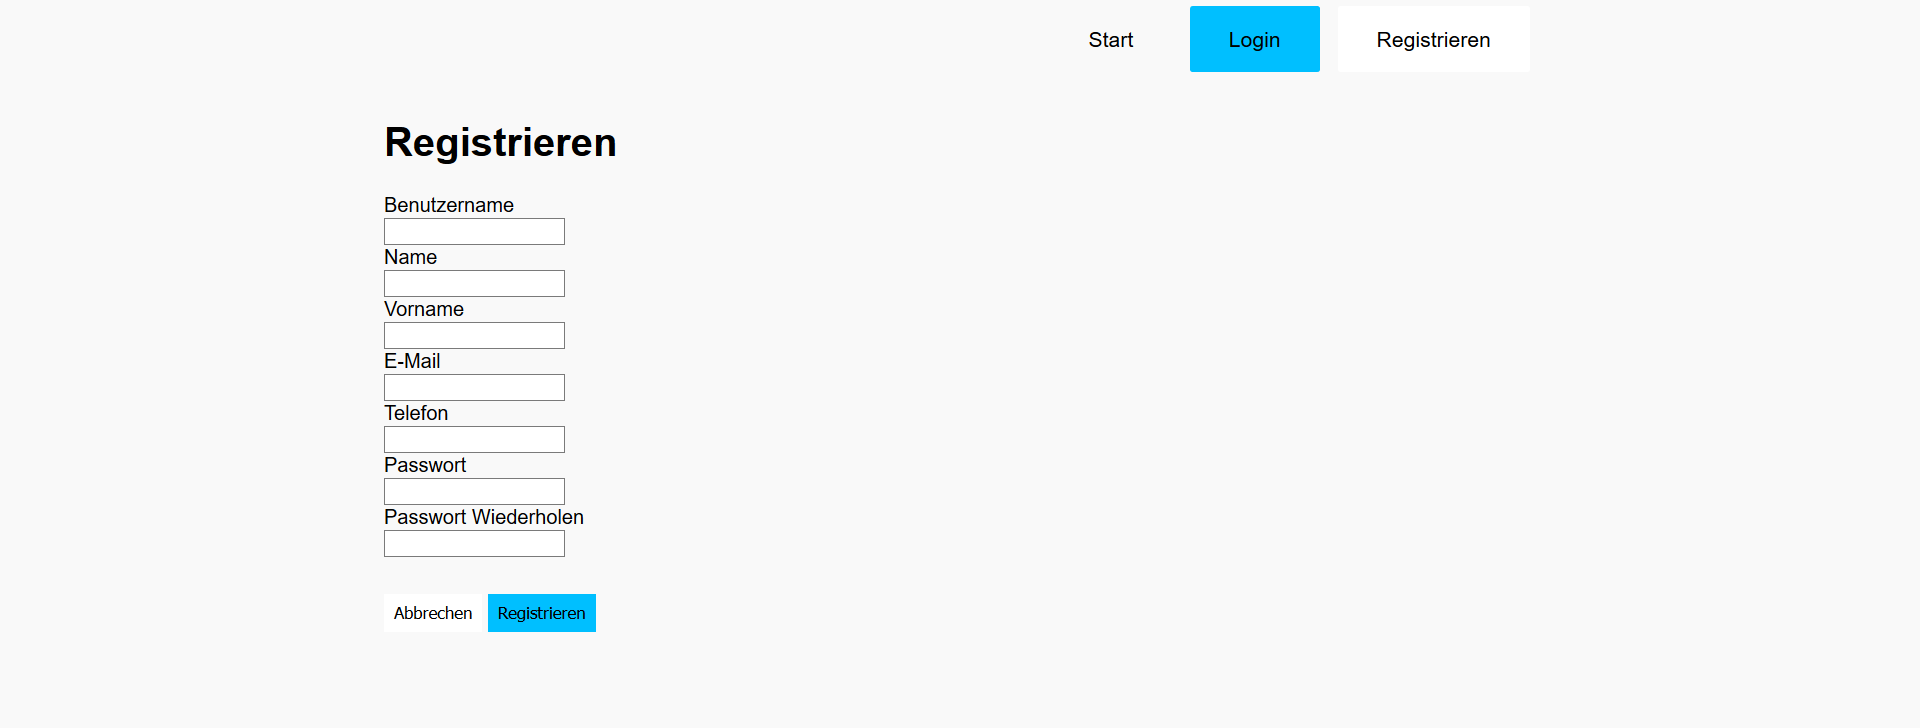 Start Login Registrieren
Registrieren
Benutzername
Name
Vorname
E-Mail
Telefon
Passwort
Passwort Wiederholen
Abbrechen Registrieren